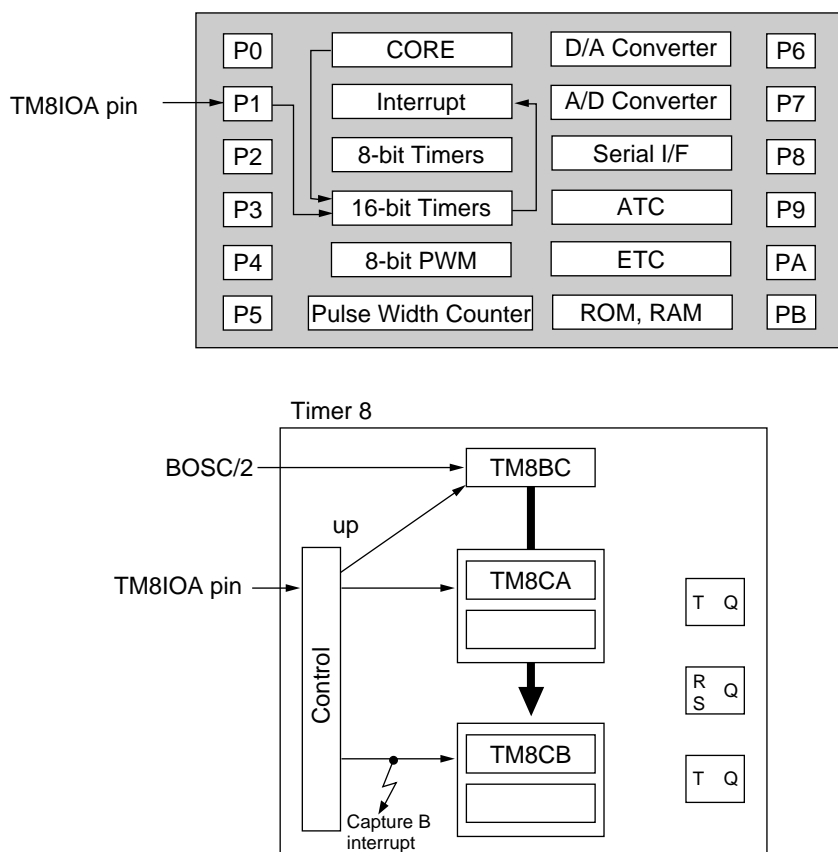 P0
CORE
D/A Converter
P6
TM8IOA pin
P1
Interrupt
A/D Converter
P7
P2
8-bit Timers
Serial I/F
P8
P3
16-bit Timers
ATC
P9
P4
8-bit PWM
ETC
PA
P5
Pulse Width Counter
ROM, RAM
PB
Timer 8
BOSC/2
TM8BC
up
TM8IOA pin
TM8CA
T Q
Control
R Q
S
TM8CB
T Q
Capture B
interrupt